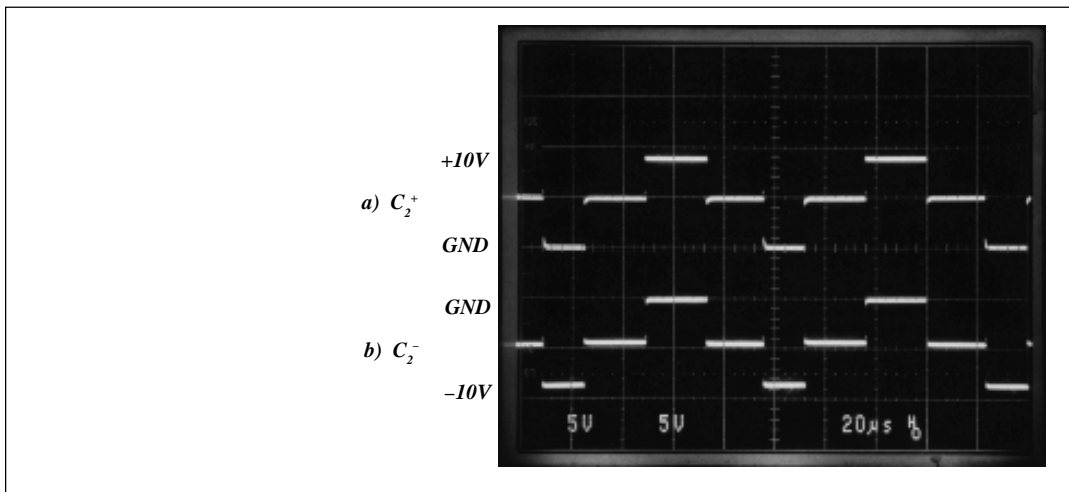 +10V
a) C₂⁺
GND
GND
b) C₂⁻
−10V
5V 5V 20µs